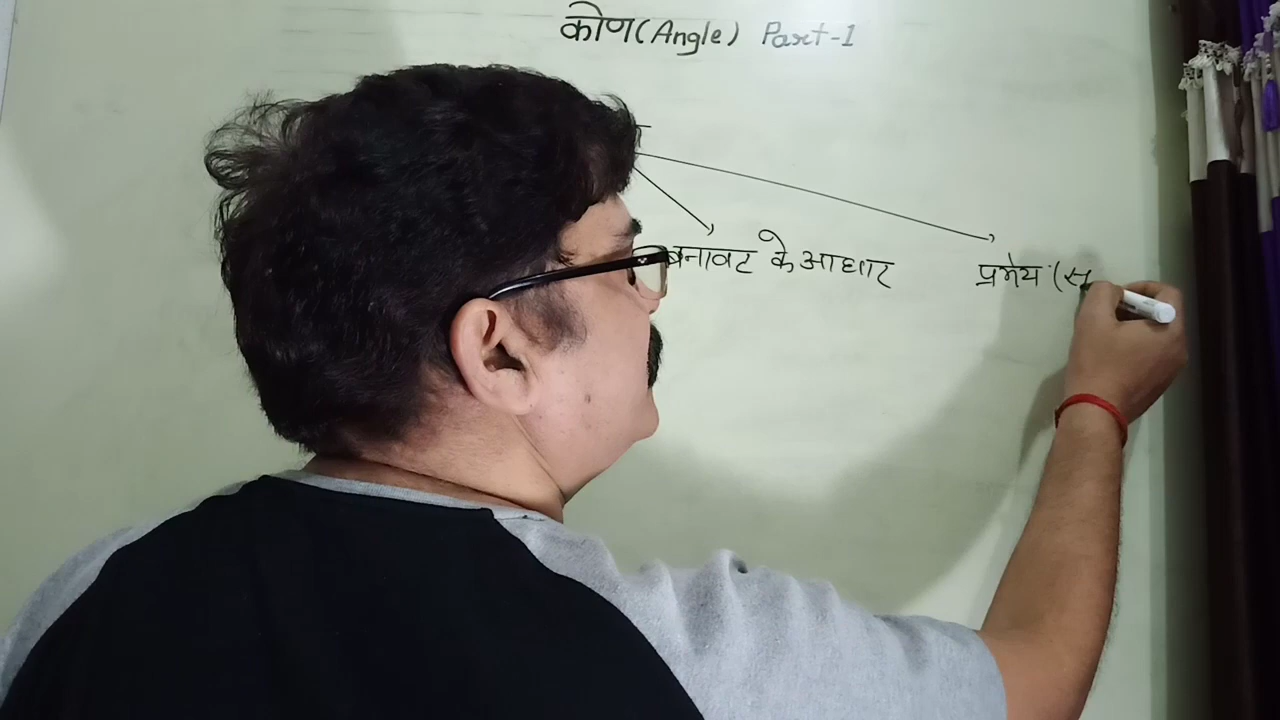 कोण (Angle) Part-1
बनावट के आधार
प्रमेय (सू